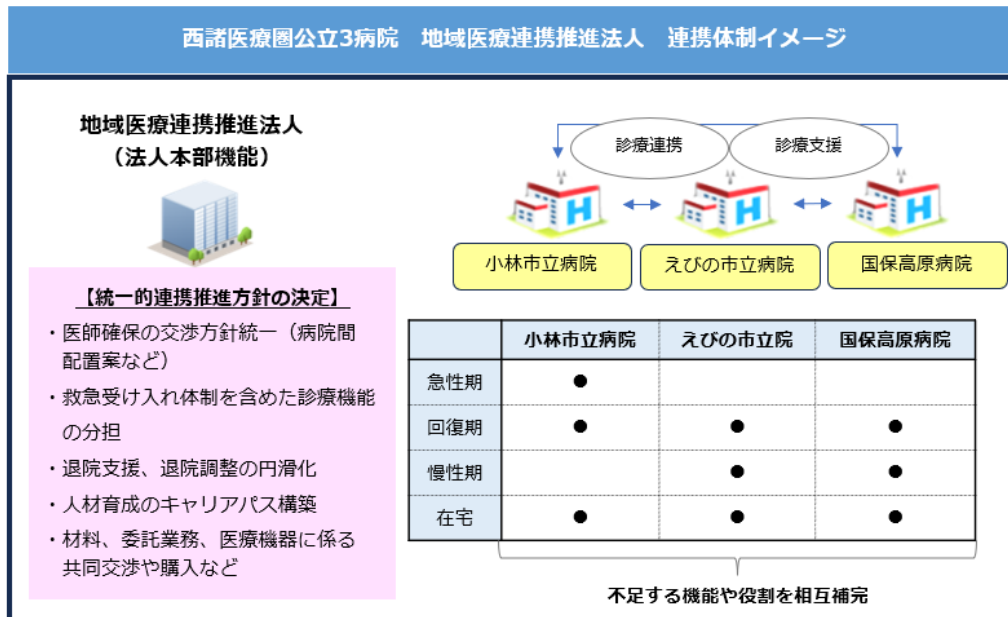 西諸医療圏公立3病院　地域医療連携推進法人　連携体制イメージ
地域医療連携推進法人
（法人本部機能）
【統一的連携推進方針の決定】
・医師確保の交渉方針統一（病院間
配置案など）
・救急受け入れ体制を含めた診療機能
の分担
・退院支援、退院調整の円滑化
・人材育成のキャリアパス構築
・材料、委託業務、医療機器に係る
共同交渉や購入など
診療連携　診療支援
H　H　H
小林市立病院　えびの市立病院　国保高原病院
小林市立病院　えびの市立院　国保高原病院
急性期　●
回復期　●　●　●
慢性期　●　●
在宅　●　●　●
不足する機能や役割を相互補完